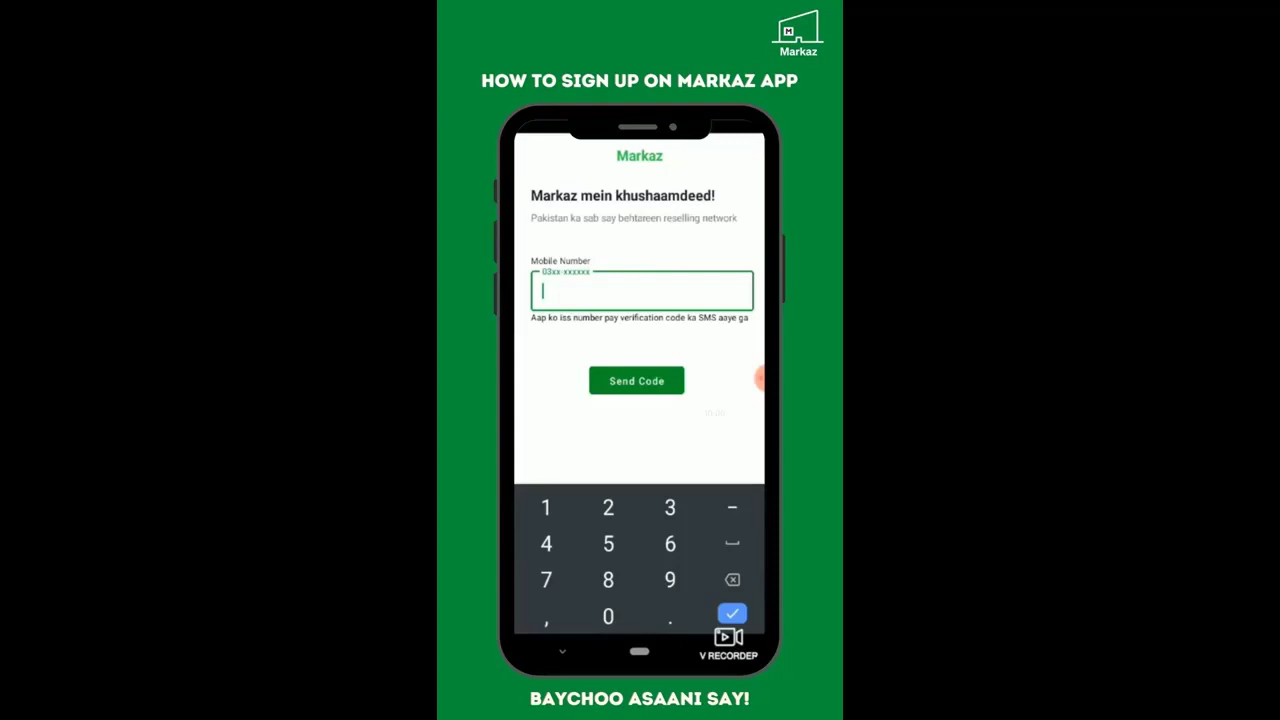 M
Markaz
HOW TO SIGN UP ON MARKAZ APP
Markaz
Markaz mein khushaamdeed!
Pakistan ka sab say behtareen reselling network
Mobile Number
03xx-xxxxxx
Aap ko iss number pay verification code ka SMS aaye ga
Send Code
1 2 3 -
4 5 6
7 8 9
, 0 .
V RECORDER
BAYCHOO ASAANI SAY!